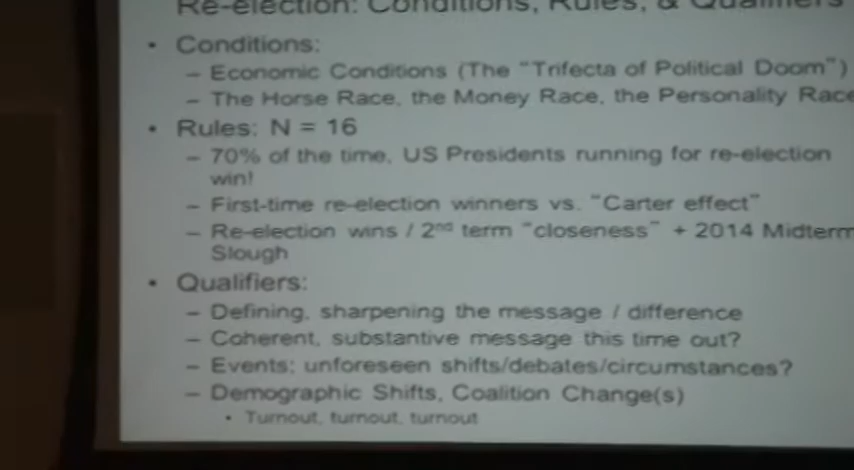 Re-election: Conditions, Rules, & Qualifiers
• Conditions:
– Economic Conditions (The "Trifecta of Political Doom")
– The Horse Race, the Money Race, the Personality Race
• Rules: N = 16
– 70% of the time, US Presidents running for re-election
win!
– First-time re-election winners vs. "Carter effect"
– Re-election wins / 2nd term "closeness" + 2014 Midterm
Slough
• Qualifiers:
– Defining, sharpening the message / difference
– Coherent, substantive message this time out?
– Events: unforeseen shifts/debates/circumstances?
– Demographic Shifts, Coalition Change(s)
• Turnout, turnout, turnout